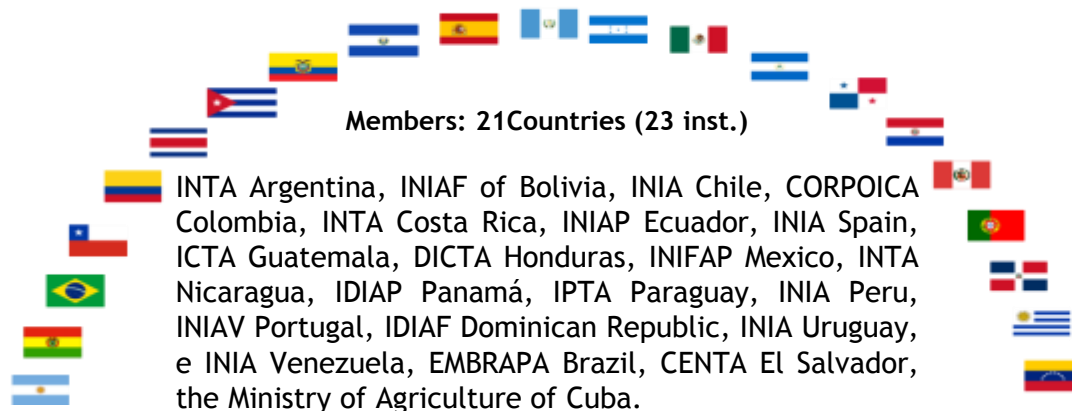 Members: 21Countries (23 inst.)
INTA Argentina, INIAF of Bolivia, INIA Chile, CORPOICA
Colombia, INTA Costa Rica, INIAP Ecuador, INIA Spain,
ICTA Guatemala, DICTA Honduras, INIFAP Mexico, INTA
Nicaragua, IDIAP Panamá, IPTA Paraguay, INIA Peru,
INIAV Portugal, IDIAF Dominican Republic, INIA Uruguay,
e INIA Venezuela, EMBRAPA Brazil, CENTA El Salvador,
the Ministry of Agriculture of Cuba.